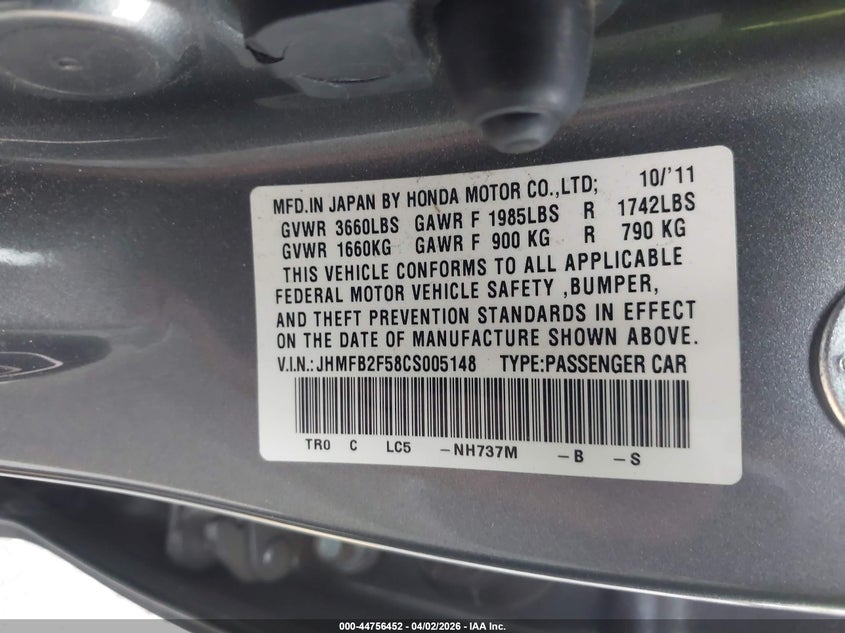 MFD.IN JAPAN BY HONDA MOTOR CO.,LTD; 10/'11
GVWR 3660LBS GAWR F 1985LBS R 1742LBS
GVWR 1660KG GAWR F 900 KG R 790 KG
THIS VEHICLE CONFORMS TO ALL APPLICABLE
FEDERAL MOTOR VEHICLE SAFETY ,BUMPER,
AND THEFT PREVENTION STANDARDS IN EFFECT
ON THE DATE OF MANUFACTURE SHOWN ABOVE.
V.I.N.:JHMFB2F58CS005148 TYPE:PASSENGER CAR
TR0 C LC5 -NH737M -B -S
000-44756452 - 04/02/2026 - IAA Inc.